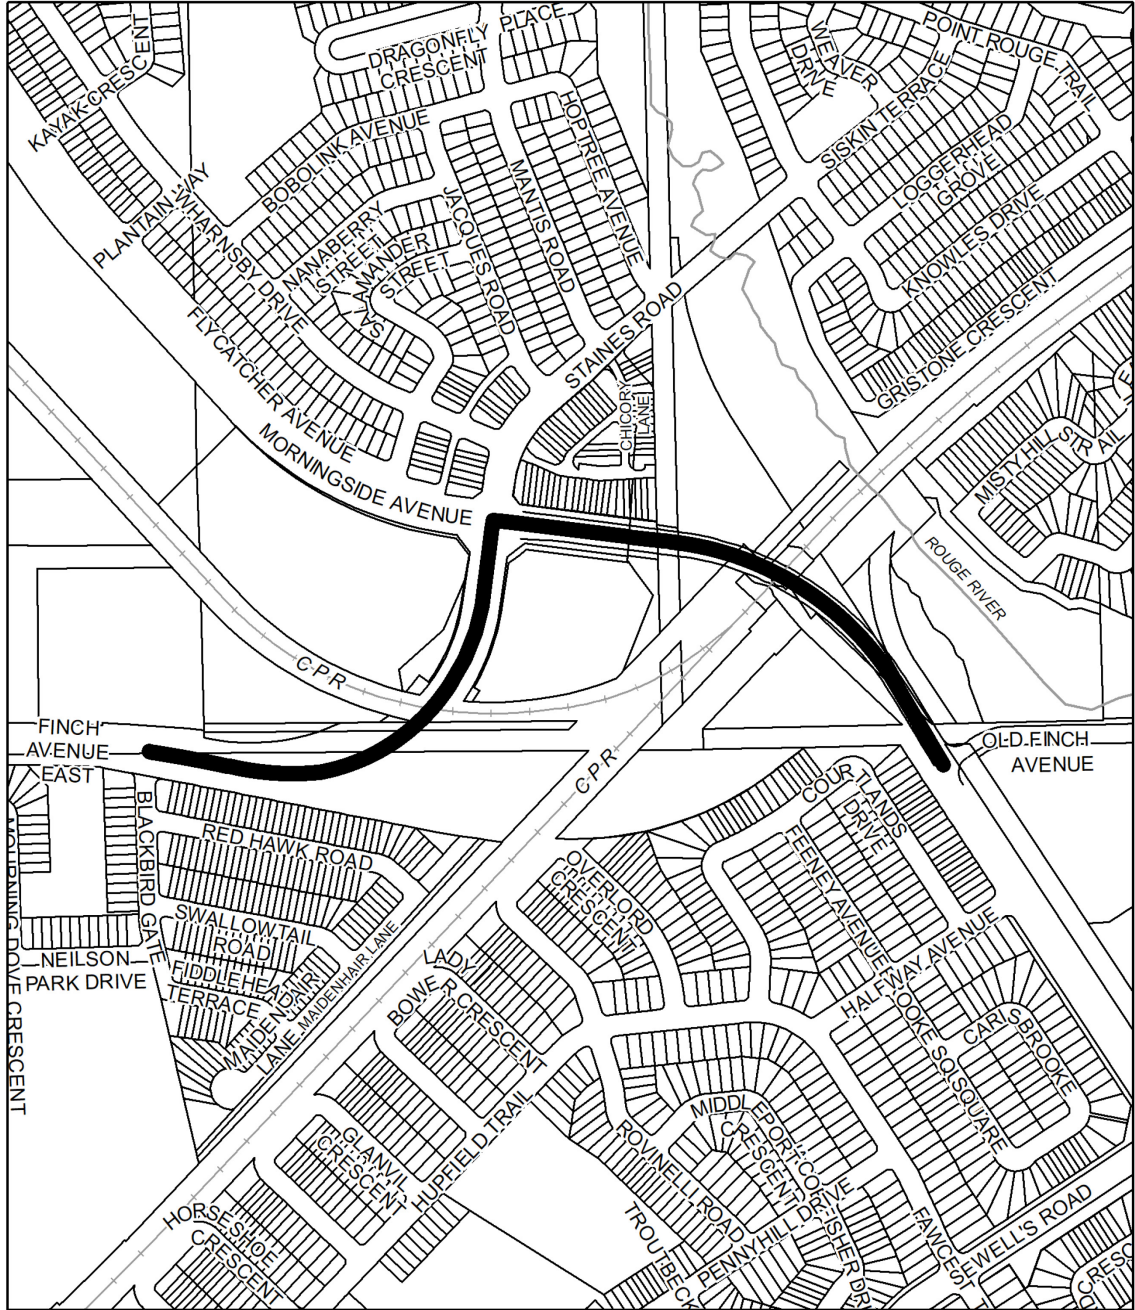 DRAGONFLY PLACE
CRESCENT
KAYAK CRESCENT
BOBOLINK AVENUE
HOPTREE AVENUE
WEAVER
DRIVE
POINT ROUGE TRAIL
SISKIN TERRACE
LOGGERHEAD
GROVE
KNOWLES DRIVE
GRISTONE CRESCENT
PLANTAIN WAY
WHARNSBY DRIVE
NANABERRY
STREET
SALAMANDER
STREET
JACQUES ROAD
MANTIS ROAD
STAINES ROAD
FLYCATCHER AVENUE
CHICORY
LANE
MORNINGSIDE AVENUE
MISTY HILLS TRAIL
ROUGE RIVER
C P R
FINCH
AVENUE
EAST
OLD FINCH
AVENUE
C P R
COURTLANDS
DRIVE
FEENEY AVENUE
BLACKBIRD GATE
RED HAWK ROAD
MOURNING DOVE CRESCENT
SWALLOWTAIL
ROAD
NEILSON
PARK DRIVE
FIDDLEHEAD
TERRACE
MAIDENHAIR
LANE
MAIDENHAIR LANE
OVERLORD
CRESCENT
LADY
BOWER CRESCENT
HALFWAY AVENUE
CARISBROOKE SQ
CARISBROOKE
SQUARE
GLANVIL
CRESCENT
HUPFIELD TRAIL
MIDDLEPORT
CRESCENT
ROVINELL ROAD
PENNYHILL DRIVE
FAWCETT
SEWELL'S ROAD
HORSESHOE
CRESCENT
TROUTBECK